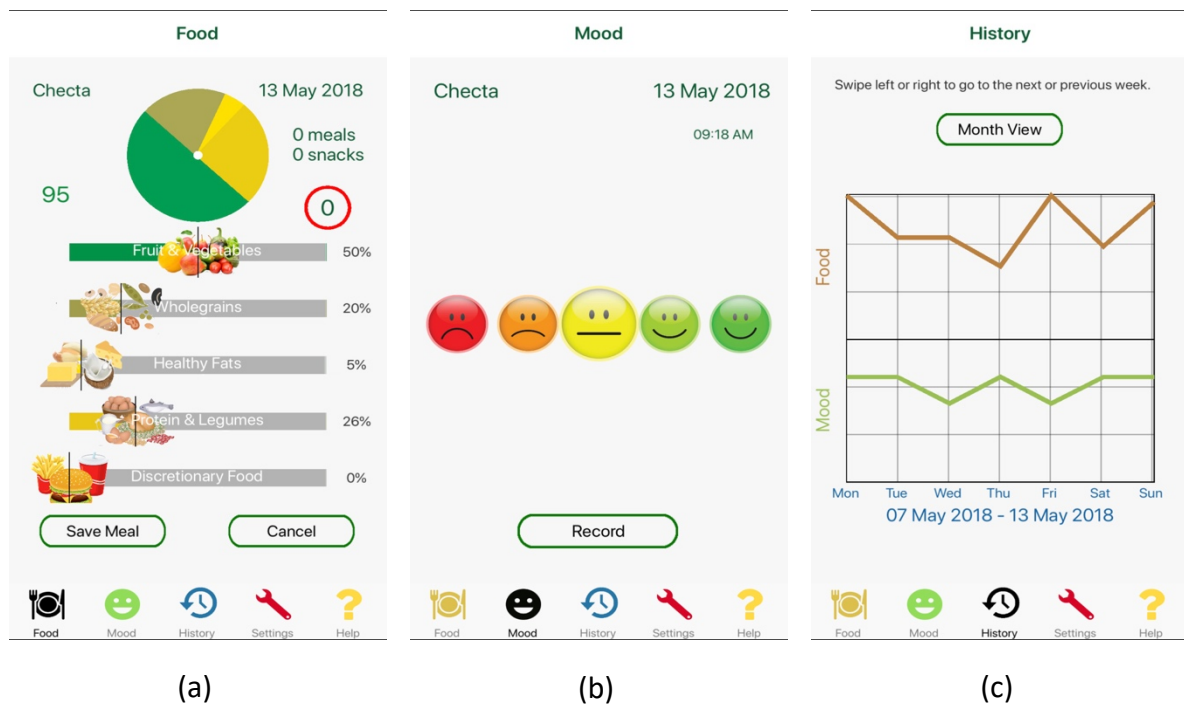 Food
Checta
13 May 2018
0 meals
0 snacks
95
0
Fruit & Vegetables
50%
Wholegrains
20%
Healthy Fats
5%
Protein & Legumes
26%
Discretionary Food
0%
Save Meal
Cancel
Food
Mood
History
Settings
Help
(a)
Mood
Checta
13 May 2018
09:18 AM
Record
Food
Mood
History
Settings
Help
(b)
History
Swipe left or right to go to the next or previous week.
Month View
Food
Mood
Mon Tue Wed Thu Fri Sat Sun
07 May 2018 - 13 May 2018
Food
Mood
History
Settings
Help
(c)